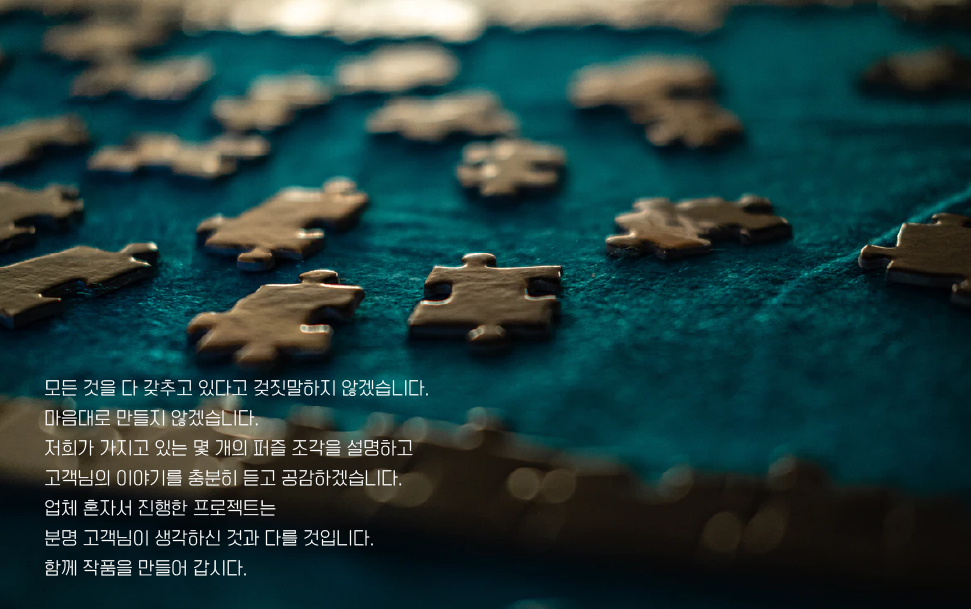 모든 것을 다 갖추고 있다고 겆짓말하지 않겠습니다.
마음대로 만들지 않겠습니다.
저희가 가지고 있는 몇 개의 퍼즐 조각을 설명하고
고객님의 이야기를 충분히 듣고 공감하겠습니다.
업체 혼자서 진행한 프로젝트는
분명 고객님이 생각하신 것과 다를 것입니다.
함께 작품을 만들어 갑시다.